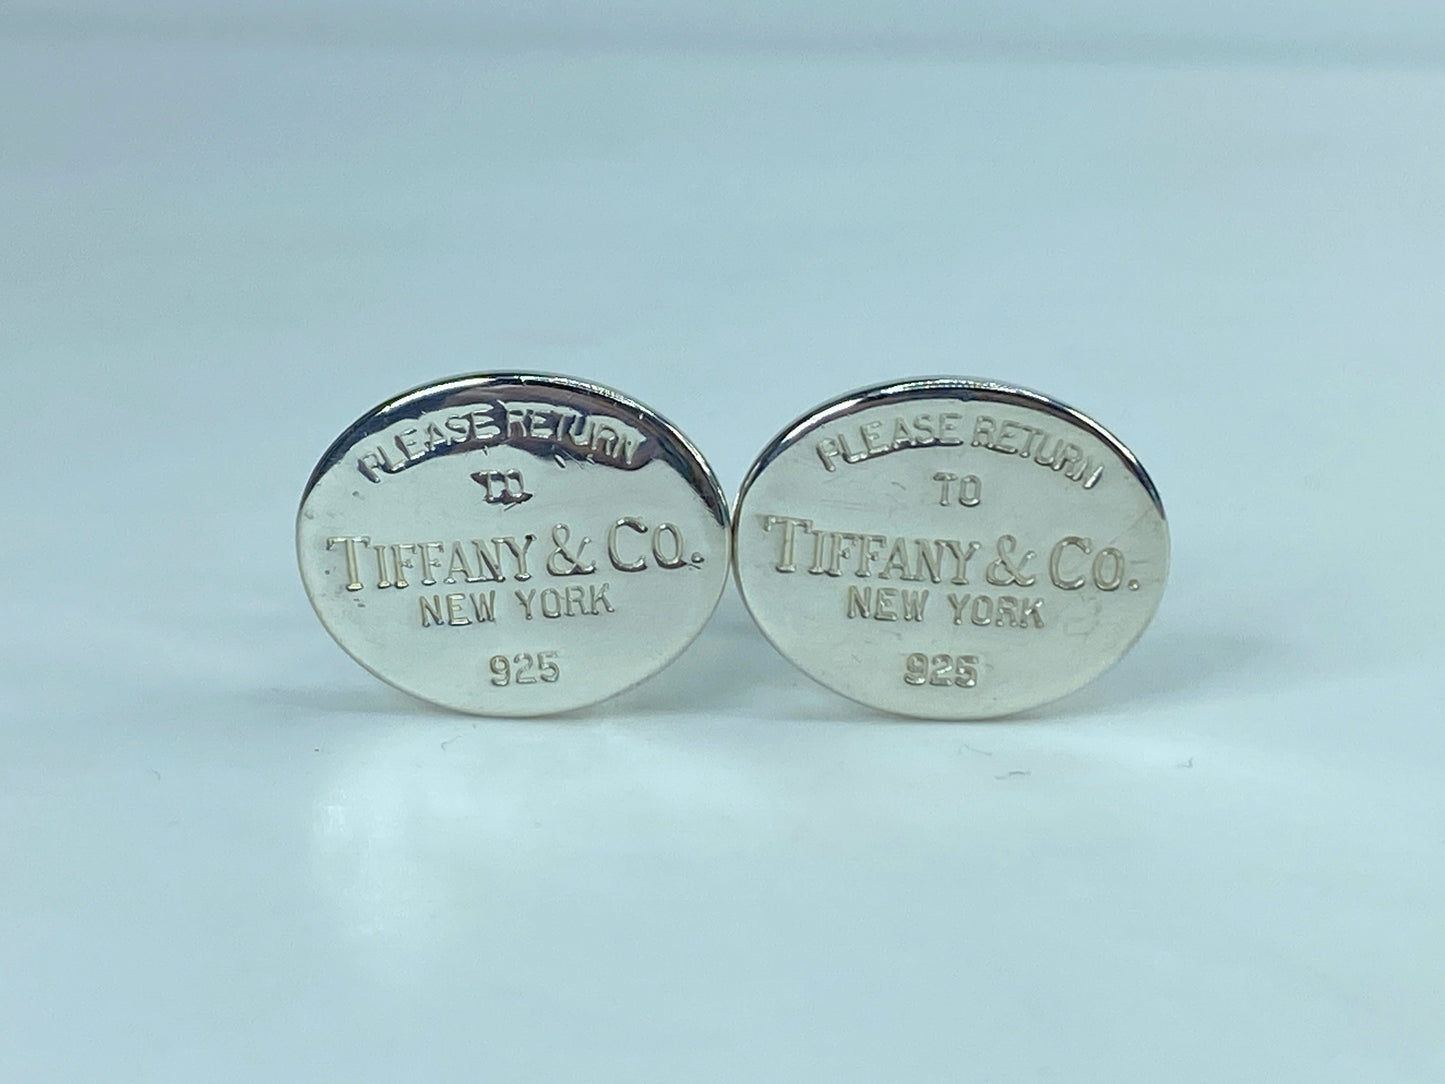 PLEASE RETURN
TO
TIFFANY & CO.
NEW YORK
925
PLEASE RETURN
TO
TIFFANY & CO.
NEW YORK
925